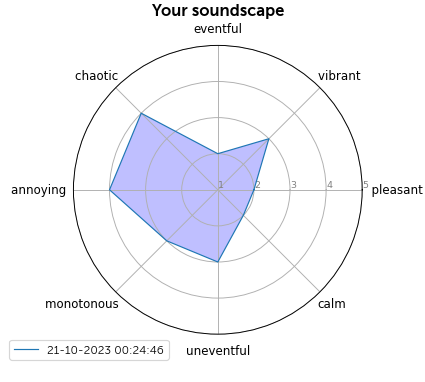 Your soundscape
eventful
chaotic
vibrant
annoying
1
2
3
4
5
pleasant
monotonous
calm
21-10-2023 00:24:46
uneventful